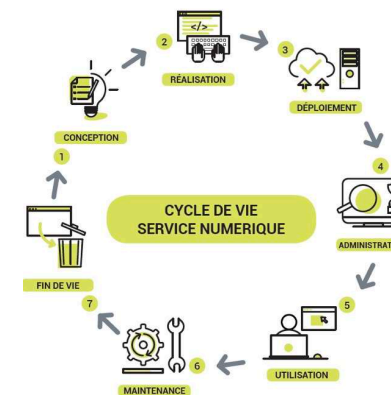 2
</>
RÉALISATION
3
DÉPLOIEMENT
CONCEPTION
1
4
ADMINISTRAT
CYCLE DE VIE
SERVICE NUMERIQUE
FIN DE VIE
7
5
UTILISATION
6
MAINTENANCE